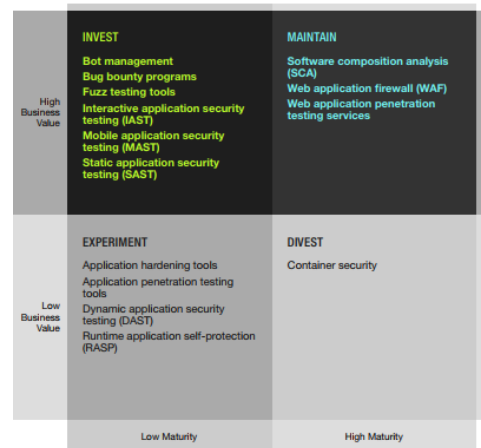 INVEST
Bot management
Bug bounty programs
Fuzz testing tools
Interactive application security
testing (IAST)
Mobile application security
testing (MAST)
Static application security
testing (SAST)
MAINTAIN
Software composition analysis
(SCA)
Web application firewall (WAF)
Web application penetration
testing services
High
Business
Value
EXPERIMENT
Application hardening tools
Application penetration testing
tools
Dynamic application security
testing (DAST)
Runtime application self-protection
(RASP)
DIVEST
Container security
Low
Business
Value
Low Maturity
High Maturity